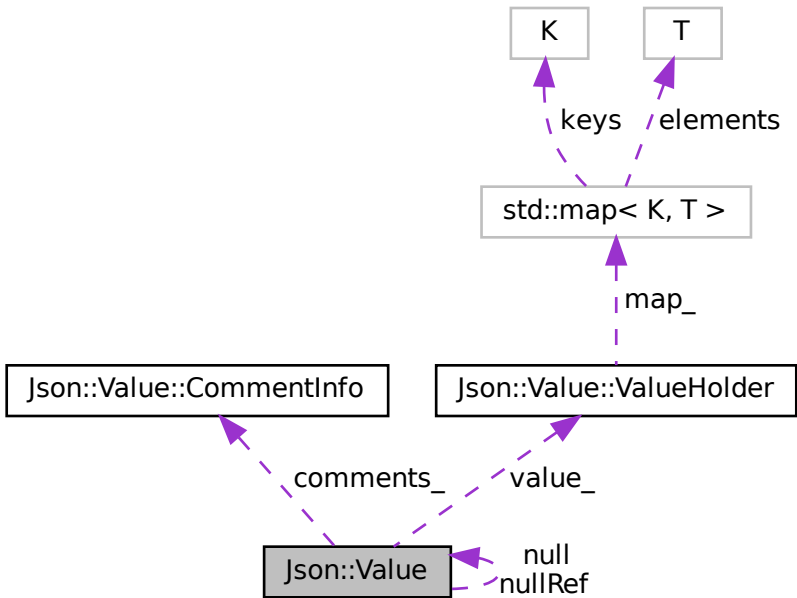 K
T
keys
elements
std::map< K, T >
map_
Json::Value::CommentInfo
Json::Value::ValueHolder
comments_
value_
Json::Value
null
nullRef